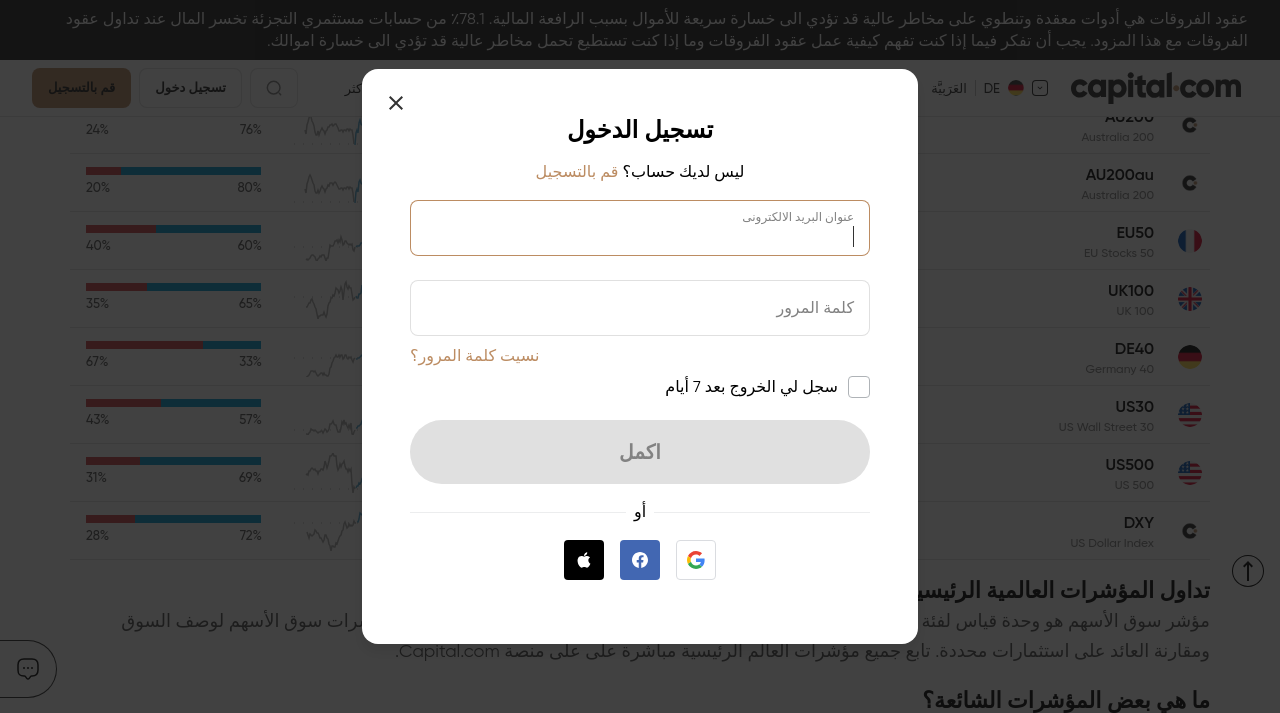 عقود الفروقات هي أدوات معقدة وتنطوي على مخاطر عالية قد تؤدي الى خسارة سريعة للأموال بسبب الرافعة المالية. 78.1٪ من حسابات مستثمري التجزئة تخسر المال عند تداول عقود
الفروقات مع هذا المزود. يجب أن تفكر فيما إذا كنت تفهم كيفية عمل عقود الفروقات وما إذا كنت تستطيع تحمل مخاطر عالية قد تؤدي الى خسارة اموالك.
capital.com
DE
العَرَبيَّة
تسجيل دخول
قم بالتسجيل
AU200
Australia 200
24%
76%
AU200au
Australia 200
20%
80%
EU50
EU Stocks 50
40%
60%
UK100
UK 100
35%
65%
DE40
Germany 40
67%
33%
US30
US Wall Street 30
43%
57%
US500
US 500
31%
69%
DXY
US Dollar Index
28%
72%
تسجيل الدخول
ليس لديك حساب؟ قم بالتسجيل
عنوان البريد الالكترونى
كلمة المرور
نسيت كلمة المرور؟
سجل لي الخروج بعد 7 أيام
اكمل
أو
تداول المؤشرات العالمية
مؤشر سوق الأسهم هو وحدة قياس لفئة سوق الأسهم لوصف السوق
ومقارنة العائد على استثمارات محددة. تابع جميع مؤشرات العالم الرئيسية مباشرة على على منصة Capital.com.
ما هي بعض المؤشرات الشائعة؟